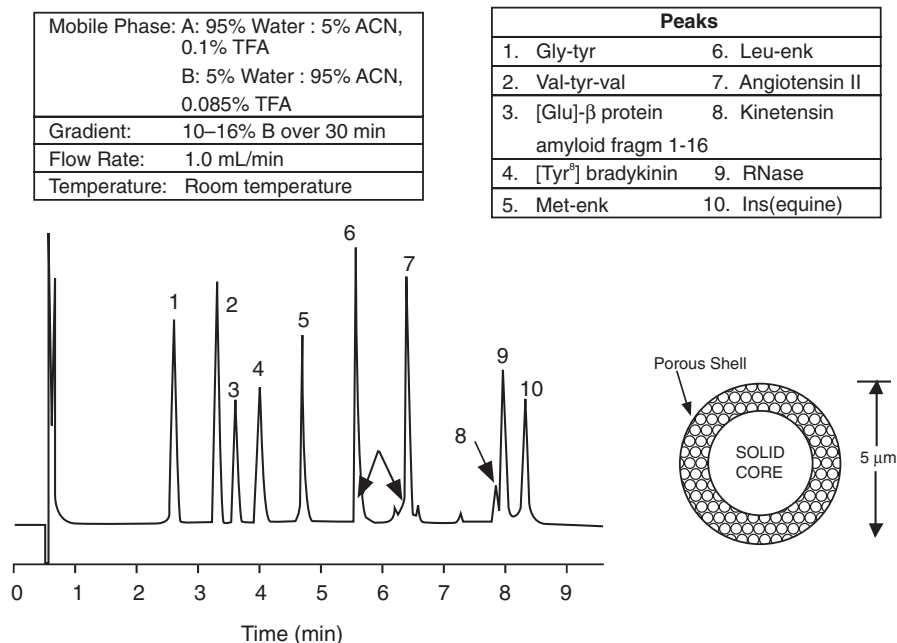 Mobile Phase: A: 95% Water : 5% ACN,
0.1% TFA
B: 5% Water : 95% ACN,
0.085% TFA
Gradient: 10–16% B over 30 min
Flow Rate: 1.0 mL/min
Temperature: Room temperature
Peaks
1. Gly-tyr 6. Leu-enk
2. Val-tyr-val 7. Angiotensin II
3. [Glu]-β protein 8. Kinetensin
amyloid fragm 1-16
4. [Tyr⁸] bradykinin 9. RNase
5. Met-enk 10. Ins(equine)
1
2
3
4
5
6
7
8
9
10
Porous Shell
SOLID
CORE
5 μm
0 1 2 3 4 5 6 7 8 9
Time (min)